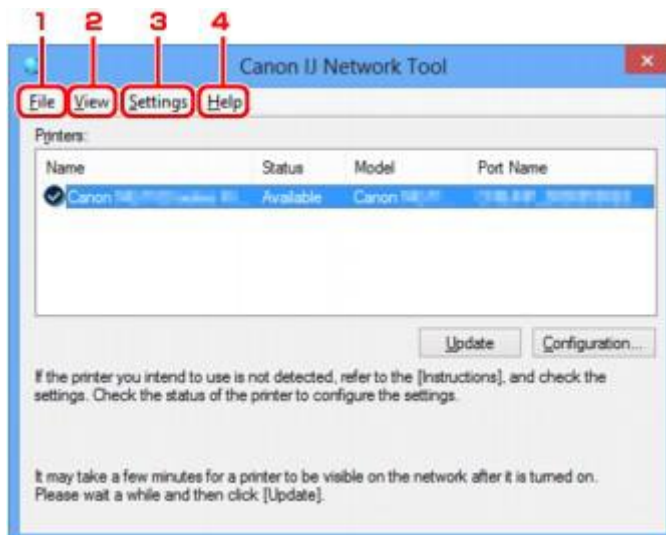 1 2 3 4
Canon IJ Network Tool
File View Settings Help
Printers:
Name Status Model Port Name
Canon Available Canon
Update Configuration...
If the printer you intend to use is not detected, refer to the [Instructions], and check the
settings. Check the status of the printer to configure the settings.
It may take a few minutes for a printer to be visible on the network after it is turned on.
Please wait a while and then click [Update].